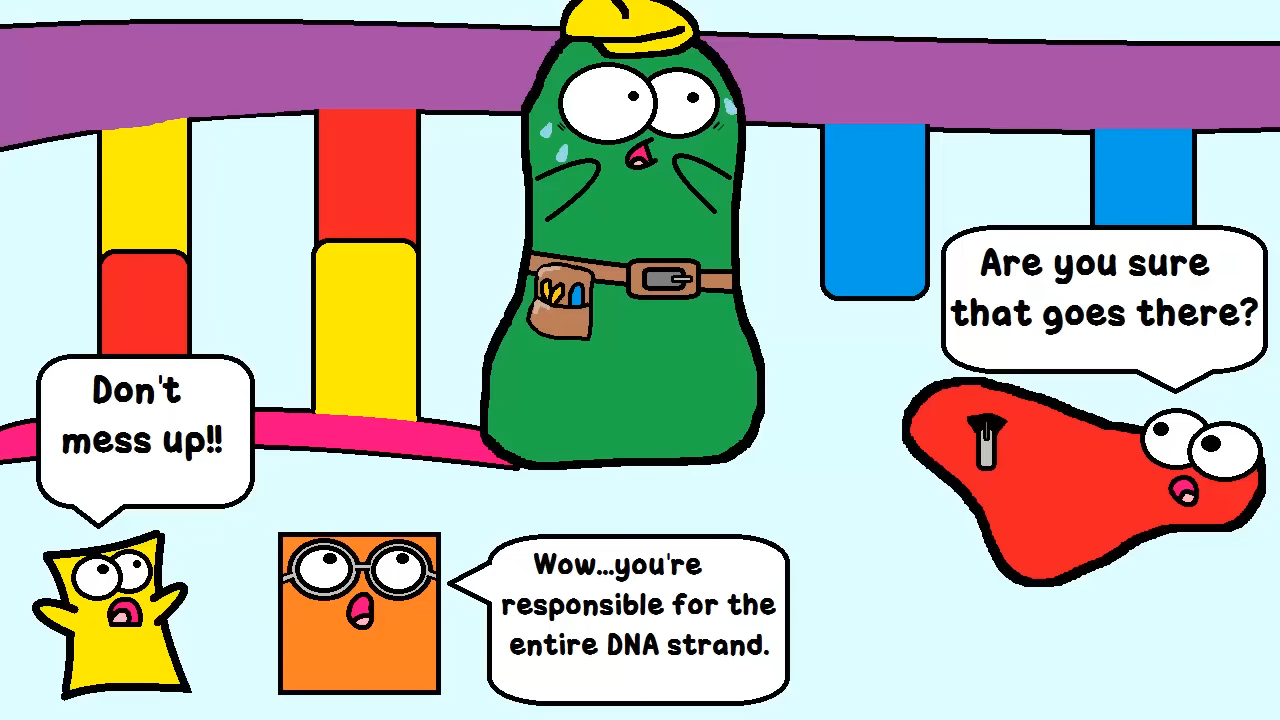 Are you sure
that goes there?
Don't
mess up!!
Wow...you're
responsible for the
entire DNA strand.